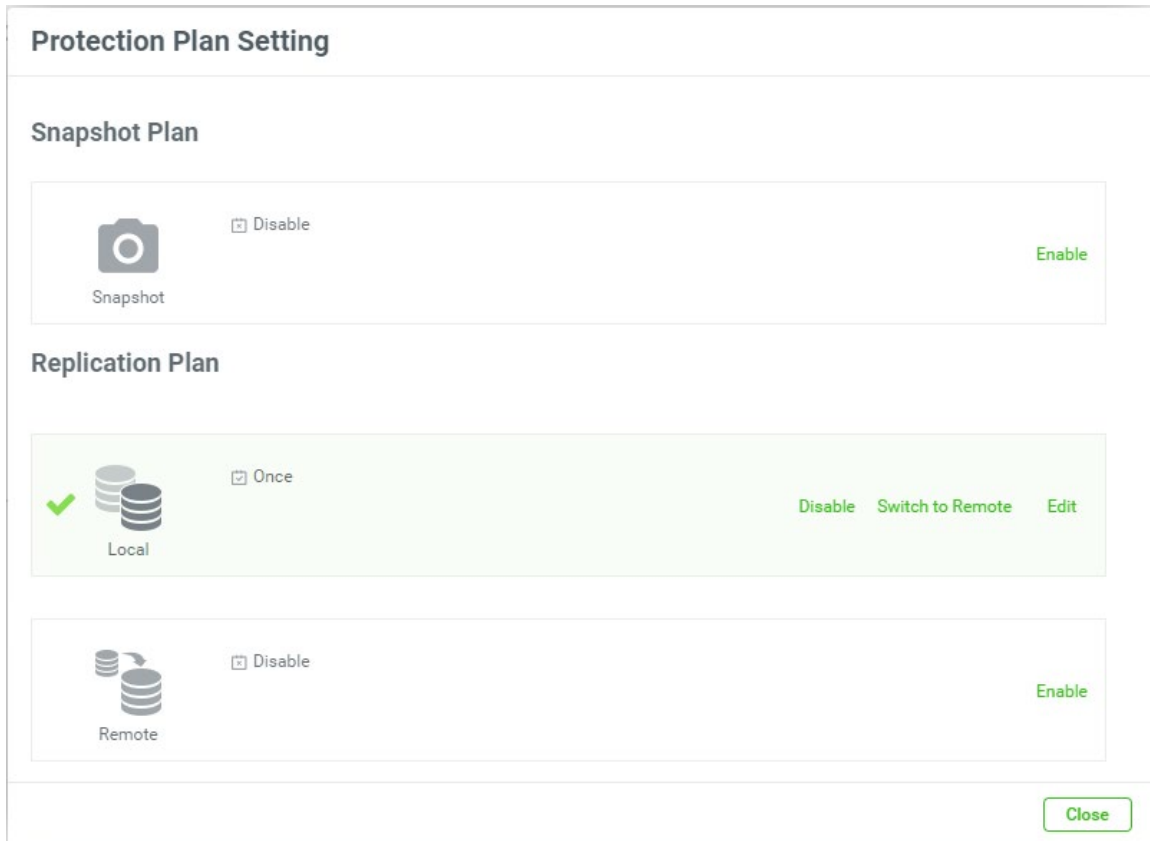 Protection Plan Setting
Snapshot Plan
Disable
Enable
Snapshot
Replication Plan
Once
Disable Switch to Remote Edit
Local
Disable
Enable
Remote
Close